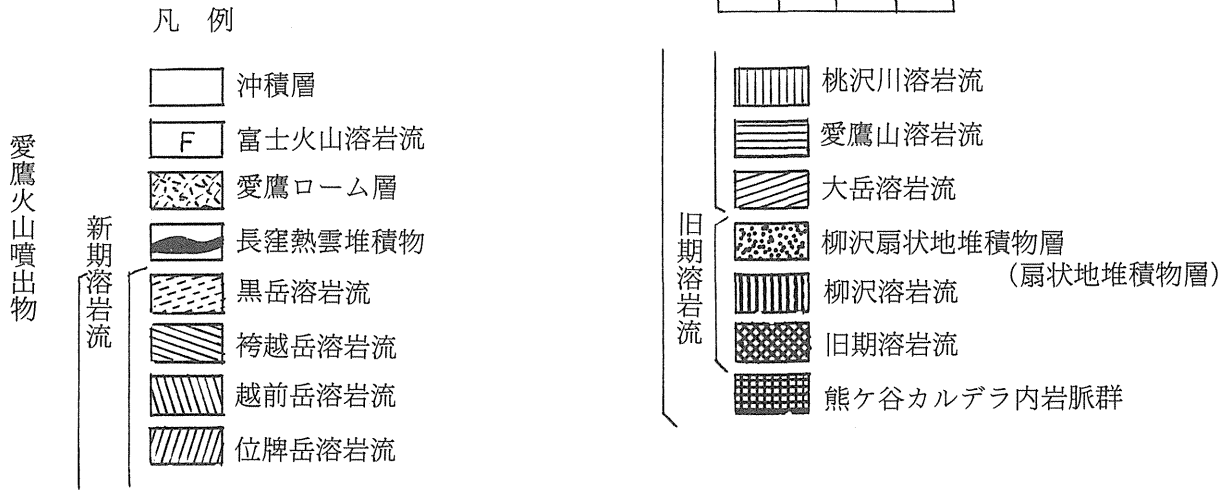 凡 例
愛鷹火山噴出物
新期溶岩流
沖積層
F 富士火山溶岩流
愛鷹ローム層
長窪熱雲堆積物
黒岳溶岩流
袴越岳溶岩流
越前岳溶岩流
位牌岳溶岩流
旧期溶岩流
桃沢川溶岩流
愛鷹山溶岩流
大岳溶岩流
柳沢扇状地堆積物層
(扇状地堆積物層)
柳沢溶岩流
旧期溶岩流
熊ケ谷カルデラ内岩脈群